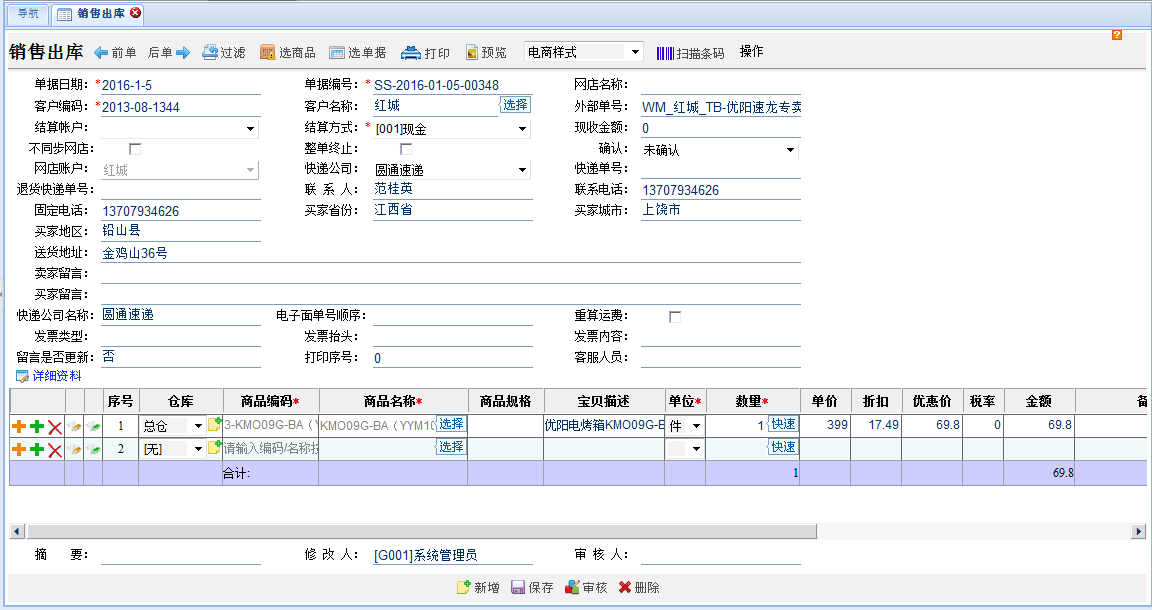 导航 销售出库
销售出库 前单 后单 过滤 选商品 选单据 打印 预览 电商样式 扫描条码 操作
单据日期： *2016-1-5 单据编号： * SS-2016-01-05-00348 网店名称：
客户编码： *2013-08-1344 客户名称： 红城 选择 外部单号： WM_红城_TB-优阳速龙专卖
结算帐户： 结算方式： * [001]现金 现收金额： 0
不同步网店： 整单终止： 确认： 未确认
网店账户： 红城 快递公司： 圆通速递 快递单号：
退货快递单号： 联 系 人： 范桂英 联系电话： 13707934626
固定电话： 13707934626 买家省份： 江西省 买家城市： 上饶市
买家地区： 铅山县
送货地址： 金鸡山36号
卖家留言：
买家留言：
快递公司名称： 圆通速递 电子面单号顺序： 重算运费：
发票类型： 发票抬头： 发票内容：
留言是否更新： 否 打印序号： 0 客服人员：
详细资料
序号 仓库 商品编码* 商品名称* 商品规格 宝贝描述 单位* 数量* 单价 折扣 优惠价 税率 金额 备
1 总仓 3-KMO09G-BA（Y KMO09G-BA（YYM10 选择 优阳电烤箱KMO09G-B 件 1 快速 399 17.49 69.8 0 69.8
2 [无] 请输入编码/名称按 选择 快速
合计: 1 69.8
摘 要： 修 改 人： [G001]系统管理员 审 核 人：
新增 保存 审核 删除